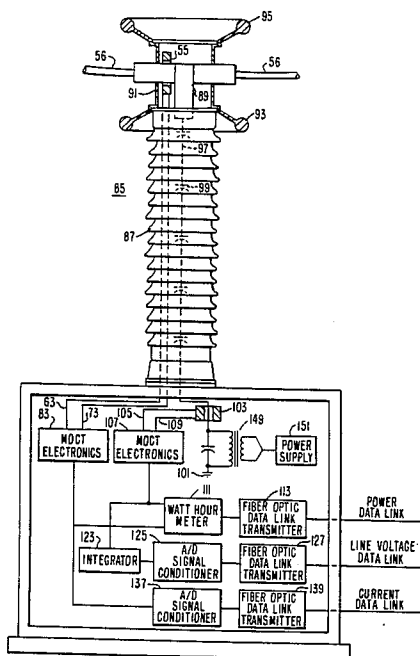 95
55
56
56
91
89
93
97
99
85
87
63
83
73
105
107
109
103
149
151
MOCT ELECTRONICS
MOCT ELECTRONICS
101
POWER SUPPLY
111
113
WATT HOUR METER
FIBER OPTIC DATA LINK TRANSMITTER
POWER DATA LINK
123
125
127
INTEGRATOR
A/D SIGNAL CONDITIONER
FIBER OPTIC DATA LINK TRANSMITTER
LINE VOLTAGE DATA LINK
137
139
A/D SIGNAL CONDITIONER
FIBER OPTIC DATA LINK TRANSMITTER
CURRENT DATA LINK